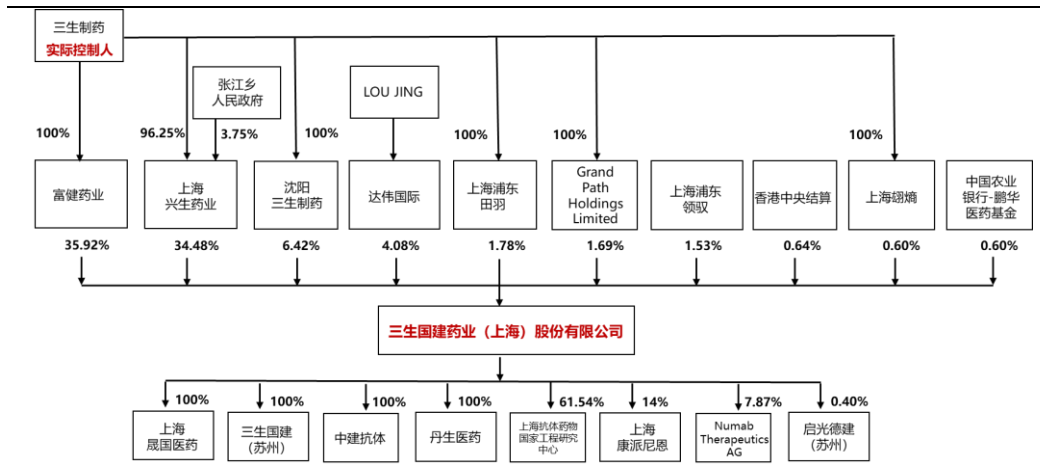 三生制药
实际控制人
张江乡
人民政府
LOU JING
100%
96.25%
3.75%
100%
100%
100%
100%
富健药业
上海
兴生药业
沈阳
三生制药
达伟国际
上海浦东
田羽
Grand
Path
Holdings
Limited
上海浦东
领驭
香港中央结算
上海翊熵
中国农业
银行-鹏华
医药基金
35.92%
34.48%
6.42%
4.08%
1.78%
1.69%
1.53%
0.64%
0.60%
0.60%
三生国建药业（上海）股份有限公司
100%
100%
100%
100%
61.54%
14%
7.87%
0.40%
上海
晟国医药
三生国建
（苏州）
中建抗体
丹生医药
上海抗体药物
国家工程研究
中心
上海
康派尼恩
Numab
Therapeutics
AG
启光德建
（苏州）